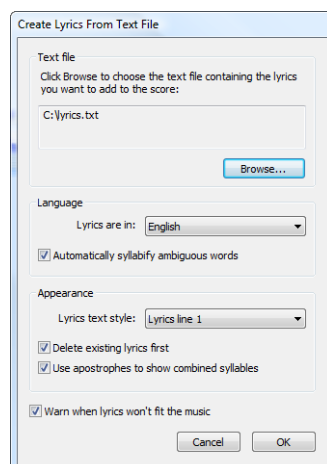 Create Lyrics From Text File
Text file
Click Browse to choose the text file containing the lyrics
you want to add to the score:
C:\lyrics.txt
Browse...
Language
Lyrics are in: English
Automatically syllabify ambiguous words
Appearance
Lyrics text style: Lyrics line 1
Delete existing lyrics first
Use apostrophes to show combined syllables
Warn when lyrics won't fit the music
Cancel OK